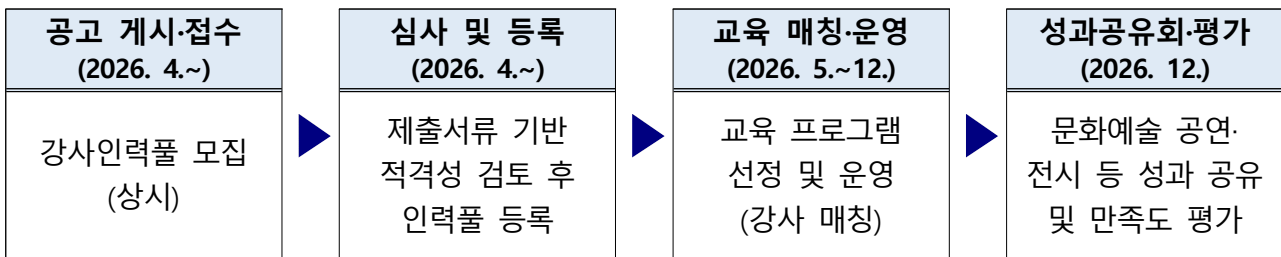 공고 게시·접수
(2026. 4.~)
강사인력풀 모집
(상시)
심사 및 등록
(2026. 4.~)
제출서류 기반
적격성 검토 후
인력풀 등록
교육 매칭·운영
(2026. 5.~12.)
교육 프로그램
선정 및 운영
(강사 매칭)
성과공유회·평가
(2026. 12.)
문화예술 공연·
전시 등 성과 공유
및 만족도 평가